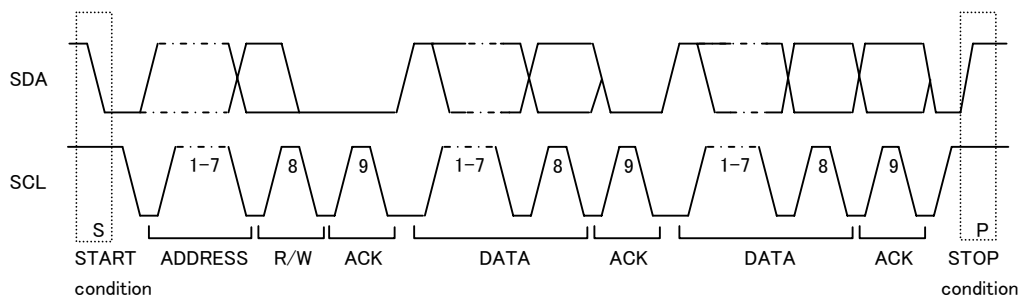 SDA
SCL
1-7 8 9 1-7 8 9 1-7 8 9
S P
START ADDRESS R/W ACK DATA ACK DATA ACK STOP
condition condition